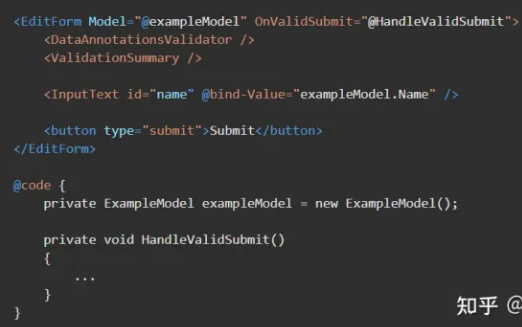 <EditForm Model="@exampleModel" OnValidSubmit="@HandleValidSubmit">
    <DataAnnotationsValidator />
    <ValidationSummary />

    <InputText id="name" @bind-Value="exampleModel.Name" />

    <button type="submit">Submit</button>
</EditForm>

@code {
    private ExampleModel exampleModel = new ExampleModel();

    private void HandleValidSubmit()
    {
        ...
    }
}
知乎 @